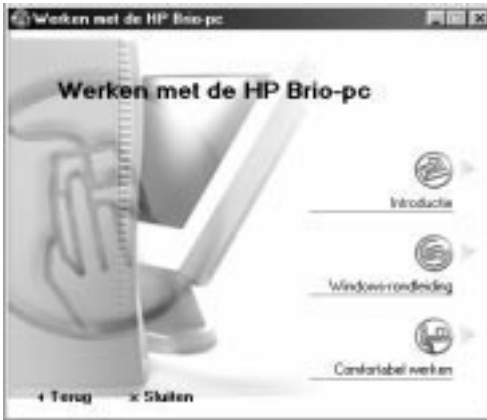 Werken met de HP Brio-pc
Werken met de HP Brio-pc
Introductie
Windows-rondleiding
Comfortabel werken
Terug × Sluiten